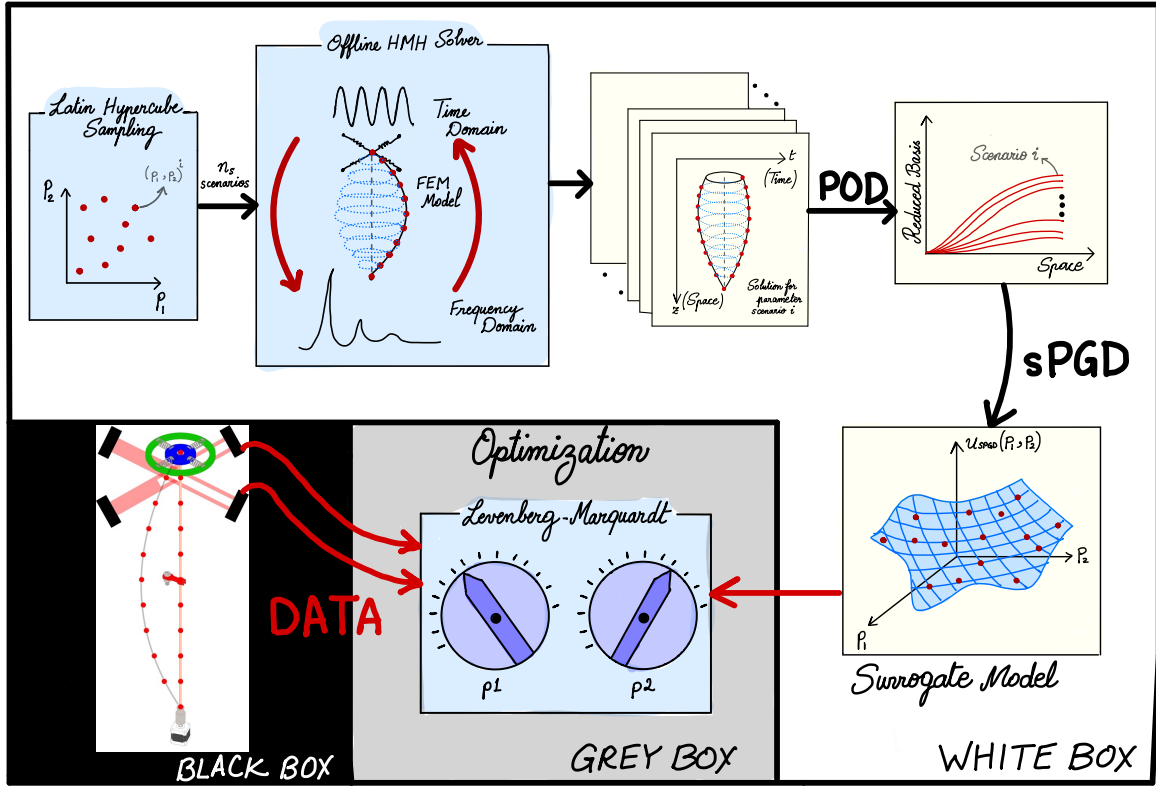 Latin Hypercube
Sampling
P2
(P1, P2)i
P1
ns
scenarios
Offline HMH Solver
Time
Domain
FEM
Model
Frequency
Domain
t
(Time)
z
(Space)
Solution for
parameter
scenario i
POD
Reduced Basis
Scenario i
Space
sPGD
uSPGD(P1, P2)
P2
P1
Surrogate Model
WHITE BOX
Optimization
Levenberg-Marquardt
P1
P2
GREY BOX
DATA
BLACK BOX